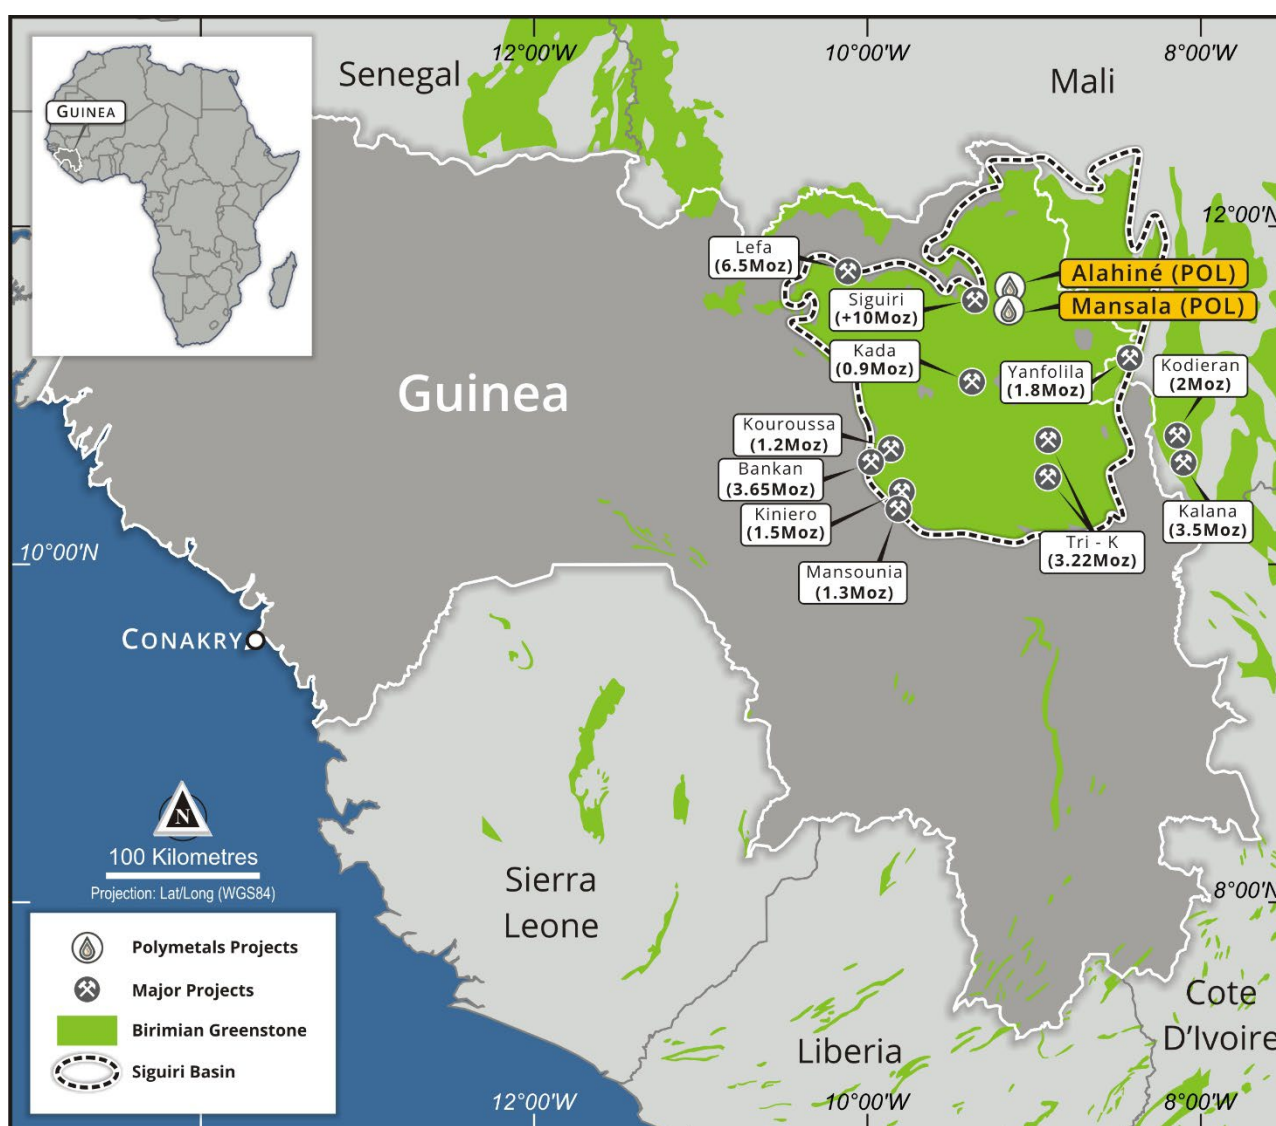 12°00'W
10°00'W
8°00'W
Senegal
Mali
GUINEA
12°00'N
Lefa
(6.5Moz)
Alahiné (POL)
Siguiri
(+10Moz)
Mansala (POL)
Kada
(0.9Moz)
Yanfolila
(1.8Moz)
Kodieran
(2Moz)
Guinea
Kouroussa
(1.2Moz)
Bankan
(3.65Moz)
Kiniero
(1.5Moz)
Kalana
(3.5Moz)
Tri - K
(3.22Moz)
10°00'N
Mansounia
(1.3Moz)
CONAKRY
N
100 Kilometres
Projection: Lat/Long (WGS84)
Sierra
Leone
8°00'N
Polymetals Projects
Major Projects
Birimian Greenstone
Siguiri Basin
Cote
D'Ivoire
Liberia
12°00'W
10°00'W
8°00'W